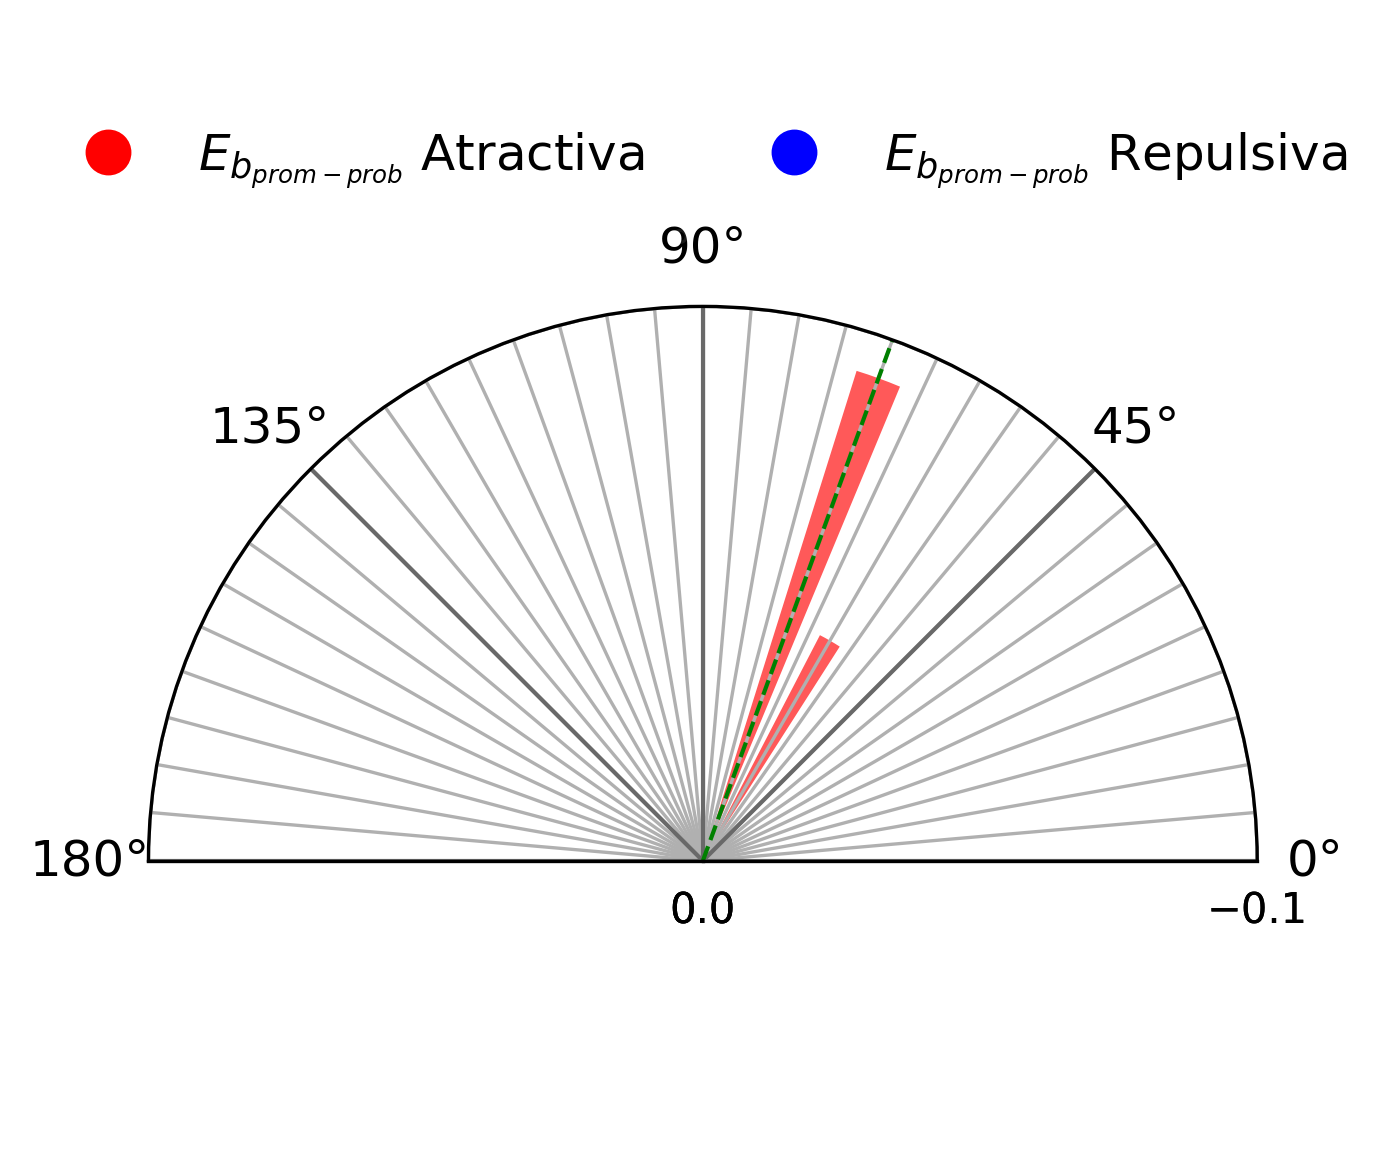 E_{b_{prom-prob}} Atractiva E_{b_{prom-prob}} Repulsiva
90°
135° 45°
180° 0°
0.0 −0.1